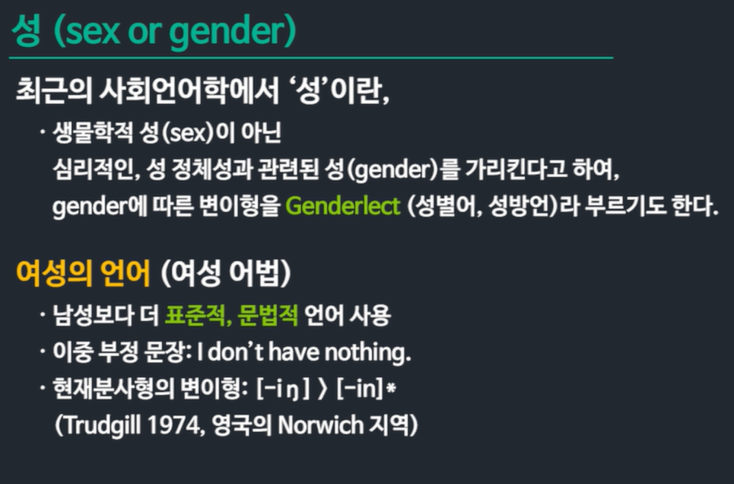 성 (sex or gender)
최근의 사회언어학에서 ‘성’이란,
· 생물학적 성(sex)이 아닌
심리적인, 성 정체성과 관련된 성(gender)를 가리킨다고 하여,
gender에 따른 변이형을 Genderlect (성별어, 성방언)라 부르기도 한다.
여성의 언어 (여성 어법)
· 남성보다 더 표준적, 문법적 언어 사용
· 이중 부정 문장: I don’t have nothing.
· 현재분사형의 변이형: [-iŋ] > [-in]*
(Trudgill 1974, 영국의 Norwich 지역)